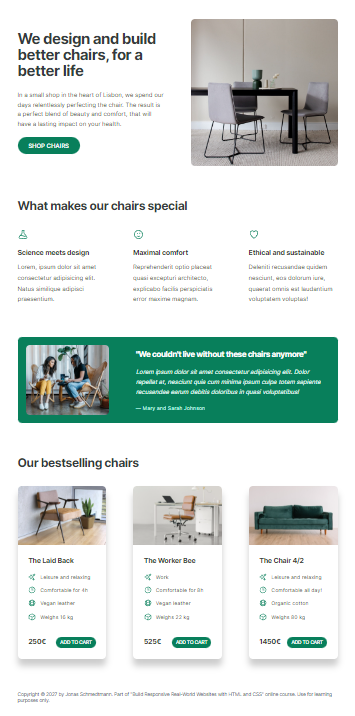 We design and build
better chairs, for a
better life
In a small shop in the heart of Lisbon, we spend our
days relentlessly perfecting the chair. The result is
a perfect blend of beauty and comfort, that will
have a lasting impact on your health.
SHOP CHAIRS
What makes our chairs special
Science meets design
Lorem, ipsum dolor sit amet
consectetur adipisicing elit.
Natus similique adipisci
praesentium.
Maximal comfort
Reprehenderit optio placeat
quasi excepturi architecto,
explicabo facilis perspiciatis
error maxime magnam.
Ethical and sustainable
Deleniti recusandae quidem
nesciunt, eos dolorum iure,
quaerat omnis est laudantium
voluptatem voluptas!
"We couldn't live without these chairs anymore"
Lorem ipsum dolor sit amet consectetur adipisicing elit. Dolor
repellat at, nesciunt quia cum minima ipsum culpa totam sapiente
recusandae earum debitis doloribus in quasi voluptatibus!
— Mary and Sarah Johnson
Our bestselling chairs
The Laid Back
Leisure and relaxing
Comfortable for 4h
Vegan leather
Weighs 16 kg
250€
ADD TO CART
The Worker Bee
Work
Comfortable for 8h
Vegan leather
Weighs 22 kg
525€
ADD TO CART
The Chair 4/2
Leisure and relaxing
Comfortable all day!
Organic cotton
Weighs 80 kg
1450€
ADD TO CART
Copyright © 2027 by Jonas Schmedtmann. Part of "Build Responsive Real-World Websites with HTML and CSS" online course. Use for learning
purposes only.